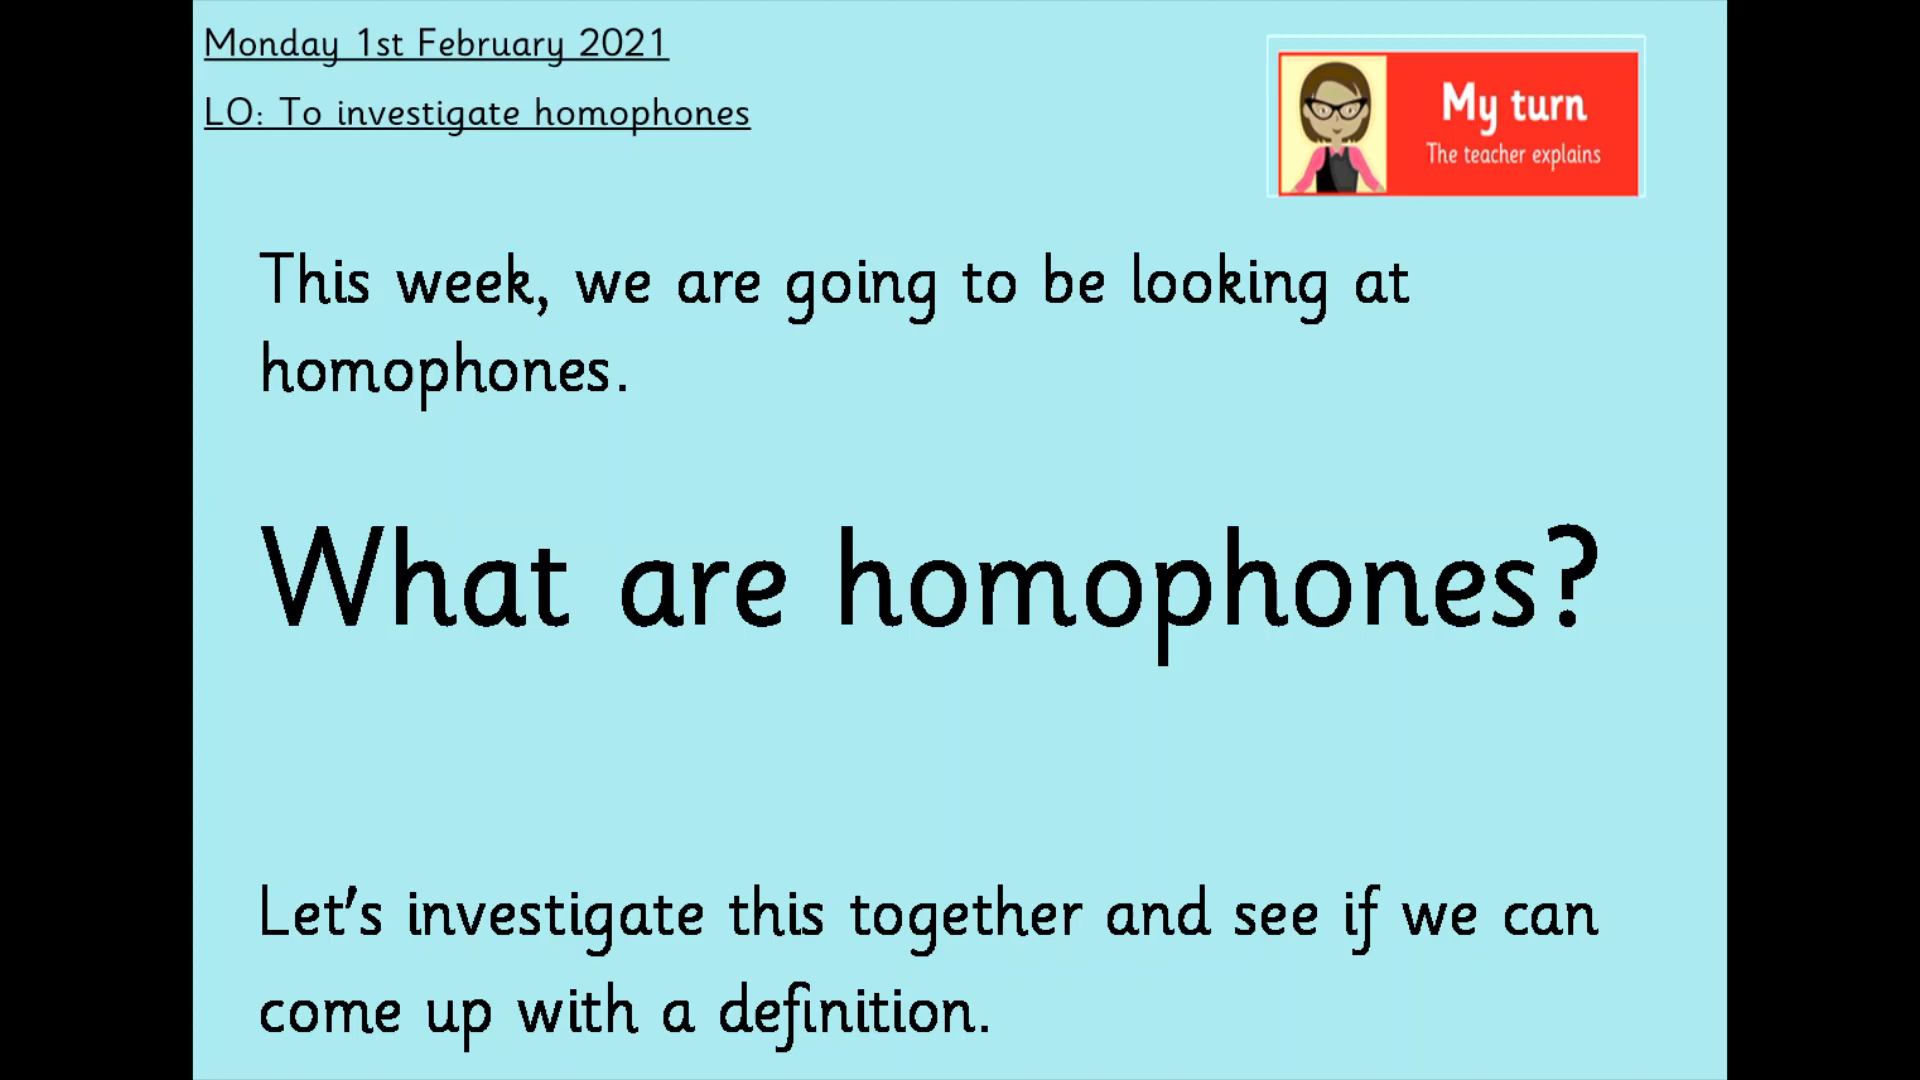 Monday 1st February 2021
LO: To investigate homophones
My turn
The teacher explains
This week, we are going to be looking at
homophones.
What are homophones?
Let's investigate this together and see if we can
come up with a definition.